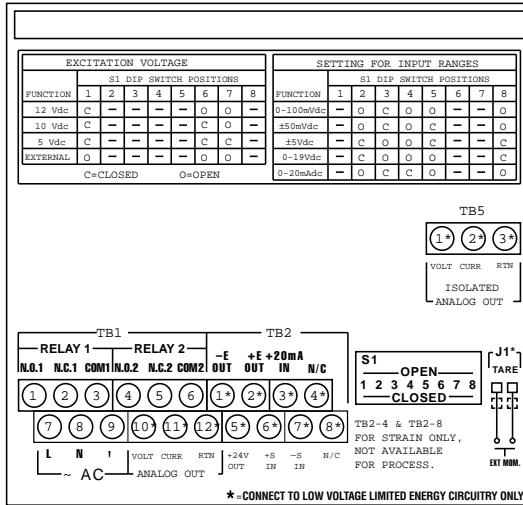 EXCITATION VOLTAGE
S1 DIP SWITCH POSITIONS
FUNCTION 1 2 3 4 5 6 7 8
12 Vdc C – – – – O O –
10 Vdc C – – – – C O –
5 Vdc C – – – – C C –
EXTERNAL O – – – – O O –
C=CLOSED O=OPEN
SETTING FOR INPUT RANGES
S1 DIP SWITCH POSITIONS
FUNCTION 1 2 3 4 5 6 7 8
0-100mVdc – O C O O – – O
±50mVdc – O C O C – – O
±5Vdc – C O O C – – C
0-19Vdc – C O O O – – C
0-20mAdc – O C C O – – O
TB5
1* 2* 3*
VOLT CURR RTN
ISOLATED
ANALOG OUT
TB1 TB2
RELAY 1 RELAY 2
N.O.1 N.C.1 COM1 N.O.2 N.C.2 COM2 –E OUT +E OUT +20mA IN N/C
1 2 3 4 5 6 1* 2* 3* 4*
7 8 9 10* 11* 12* 5* 6* 7* 8*
L N VOLT CURR RTN +24V OUT +S IN –S IN N/C
~ AC ANALOG OUT
S1
OPEN
1 2 3 4 5 6 7 8
CLOSED
TB2-4 & TB2-8
FOR STRAIN ONLY,
NOT AVAILABLE
FOR PROCESS.
J1*
TARE
EXT MOM.
*=CONNECT TO LOW VOLTAGE LIMITED ENERGY CIRCUITRY ONLY